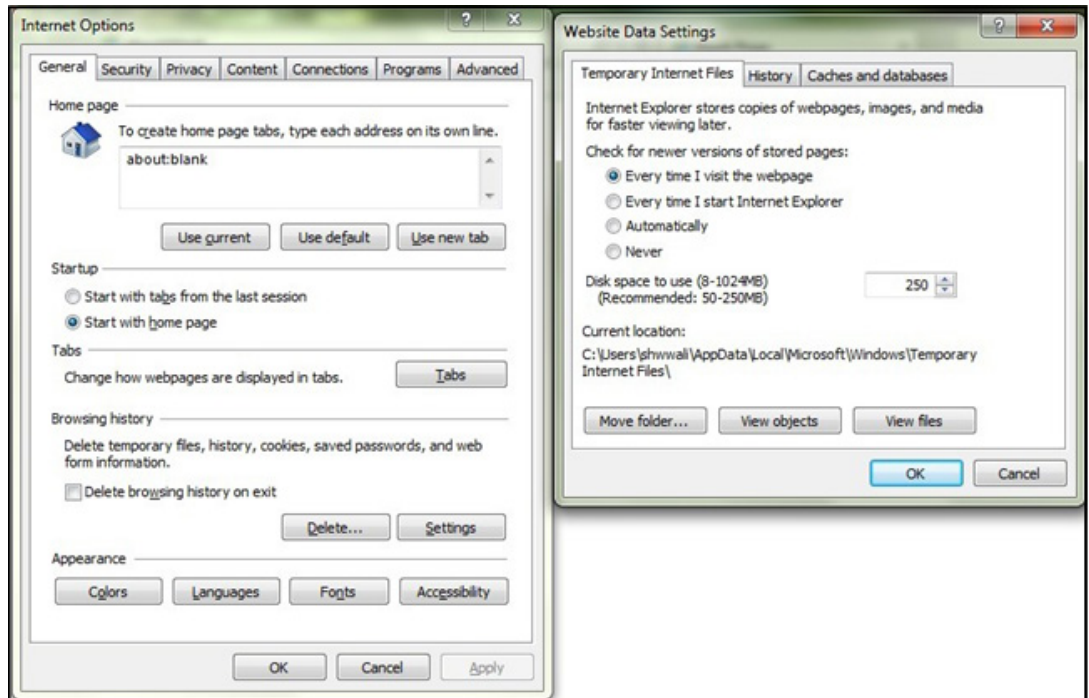 Internet Options
General Security Privacy Content Connections Programs Advanced
Home page
To create home page tabs, type each address on its own line.
about:blank
Use current Use default Use new tab
Startup
Start with tabs from the last session
Start with home page
Tabs
Change how webpages are displayed in tabs.
Tabs
Browsing history
Delete temporary files, history, cookies, saved passwords, and web
form information.
Delete browsing history on exit
Delete... Settings
Appearance
Colors Languages Fonts Accessibility
OK Cancel Apply
Website Data Settings
Temporary Internet Files History Caches and databases
Internet Explorer stores copies of webpages, images, and media
for faster viewing later.
Check for newer versions of stored pages:
Every time I visit the webpage
Every time I start Internet Explorer
Automatically
Never
Disk space to use (8-1024MB)
(Recommended: 50-250MB)
250
Current location:
C:\Users\shwwali\AppData\Local\Microsoft\Windows\Temporary
Internet Files\
Move folder... View objects View files
OK Cancel